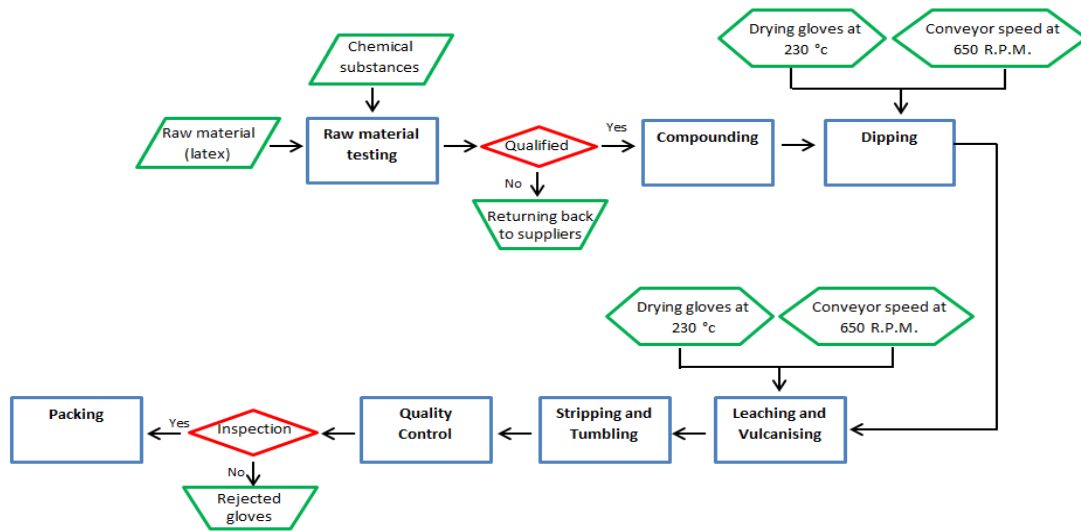 Drying gloves at
230 °c
Conveyor speed at
650 R.P.M.
Chemical
substances
Raw material
(latex)
Raw material
testing
Qualified
Yes
Compounding
Dipping
No
Returning back
to suppliers
Drying gloves at
230 °c
Conveyor speed at
650 R.P.M.
Packing
Yes
Inspection
Quality
Control
Stripping and
Tumbling
Leaching and
Vulcanising
No
Rejected
gloves